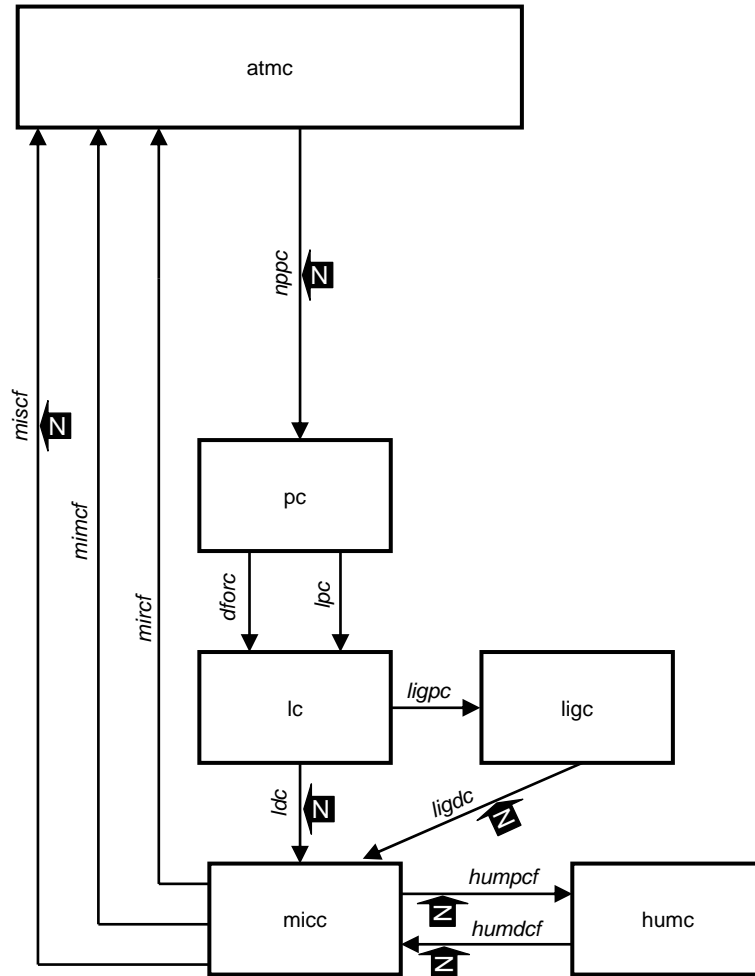 atmc
nppc
N
miscf
N
mimcf
mircf
pc
dforc
lpc
lc
ligpc
ligc
ldc
N
ligdc
N
micc
humpcf
N
humdcf
N
humc